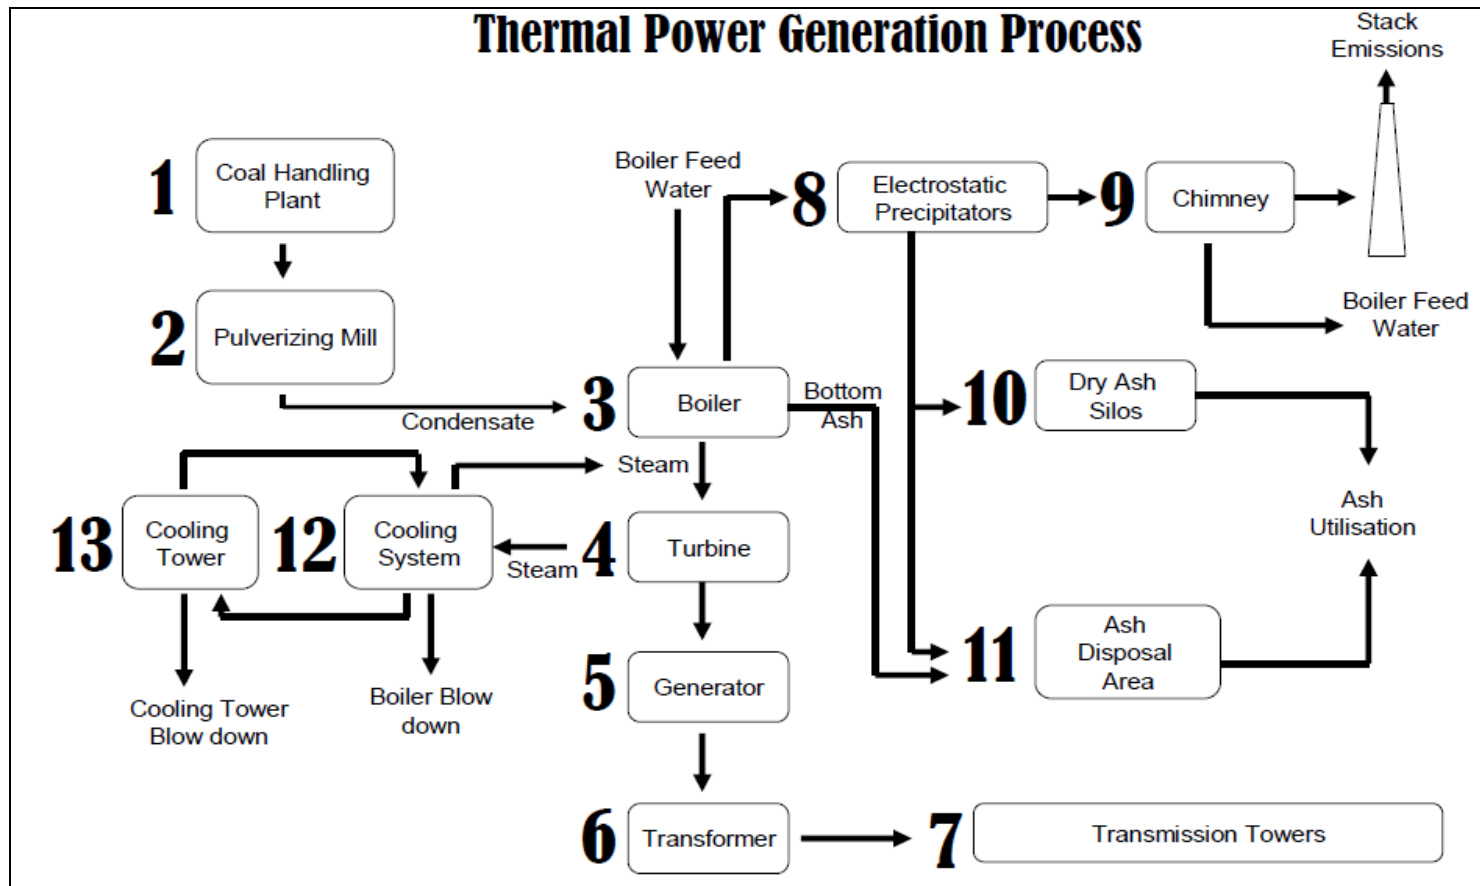 Thermal Power Generation Process
Stack
Emissions
1
Coal Handling
Plant
Boiler Feed
Water
8
Electrostatic
Precipitators
9
Chimney
2
Pulverizing Mill
Boiler Feed
Water
Condensate
3
Boiler
Bottom
Ash
10
Dry Ash
Silos
Steam
13
Cooling
Tower
12
Cooling
System
Steam
4
Turbine
Ash
Utilisation
Cooling Tower
Blow down
Boiler Blow
down
5
Generator
11
Ash
Disposal
Area
6
Transformer
7
Transmission Towers